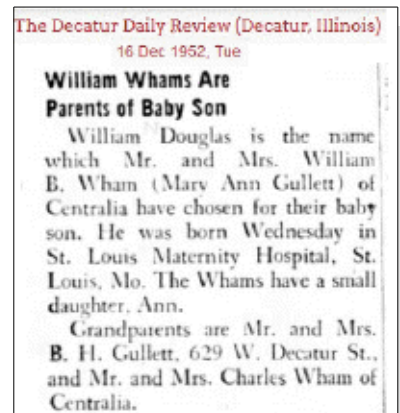 The Decatur Daily Review (Decatur, Illinois)
16 Dec 1952, Tue
William Whams Are
Parents of Baby Son
William Douglas is the name
which Mr. and Mrs. William
B. Wham (Mary Ann Gullett) of
Centralia have chosen for their baby
son. He was born Wednesday in
St. Louis Maternity Hospital, St.
Louis, Mo. The Whams have a small
daughter, Ann.
Grandparents are Mr. and Mrs.
B. H. Gullett, 629 W. Decatur St.,
and Mr. and Mrs. Charles Wham of
Centralia.